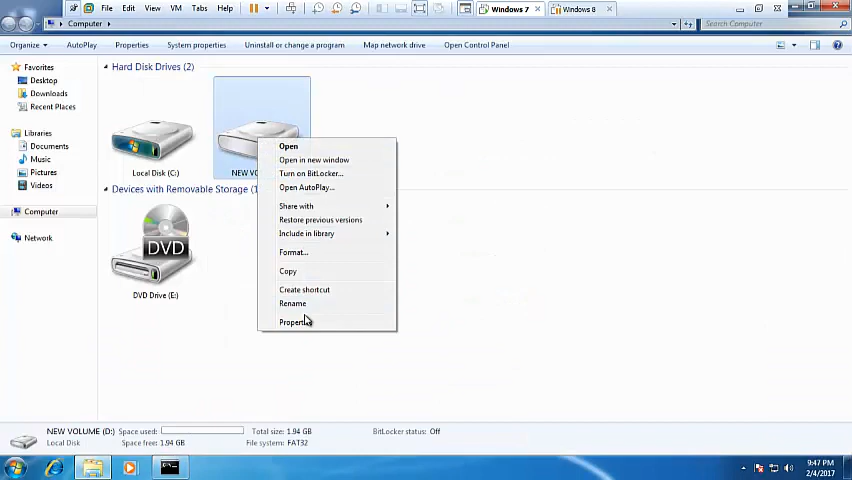 File Edit View VM Tabs Help Windows 7 Windows 8
Computer Search Computer
Organize AutoPlay Properties System properties Uninstall or change a program Map network drive Open Control Panel
Favorites
Desktop
Downloads
Recent Places
Libraries
Documents
Music
Pictures
Videos
Computer
Network
Hard Disk Drives (2)
Local Disk (C:)
NEW
Devices with Removable Storage (1
DVD
DVD Drive (E:)
Open
Open in new window
Turn on BitLocker...
Open AutoPlay...
Share with
Restore previous versions
Include in library
Format...
Copy
Create shortcut
Rename
Properties
NEW VOLUME (D:) Space used: Total size: 1.94 GB BitLocker status: Off
Local Disk Space free: 1.94 GB File system: FAT32
9:47 PM
2/4/2017